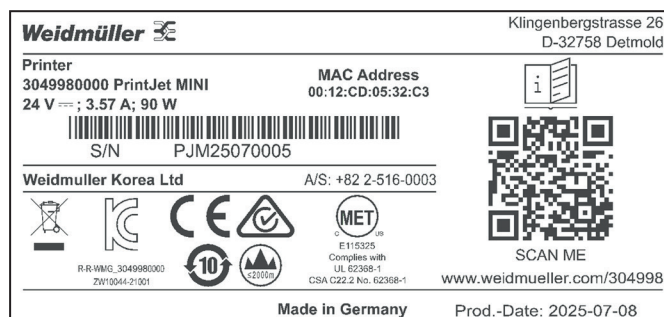 Weidmüller
Klingenbergstrasse 26
D-32758 Detmold
Printer
3049980000 PrintJet MINI
24 V ⎓; 3.57 A; 90 W
MAC Address
00:12:CD:05:32:C3
S/N PJM25070005
Weidmuller Korea Ltd
A/S: +82 2-516-0003
R-R-WMG_3049980000
ZW10044-21001
CE
10
≤2000m
MET
C US
E115325
Complies with
UL 62368-1
CSA C22.2 No. 62368-1
SCAN ME
www.weidmueller.com/304998
Made in Germany
Prod.-Date: 2025-07-08